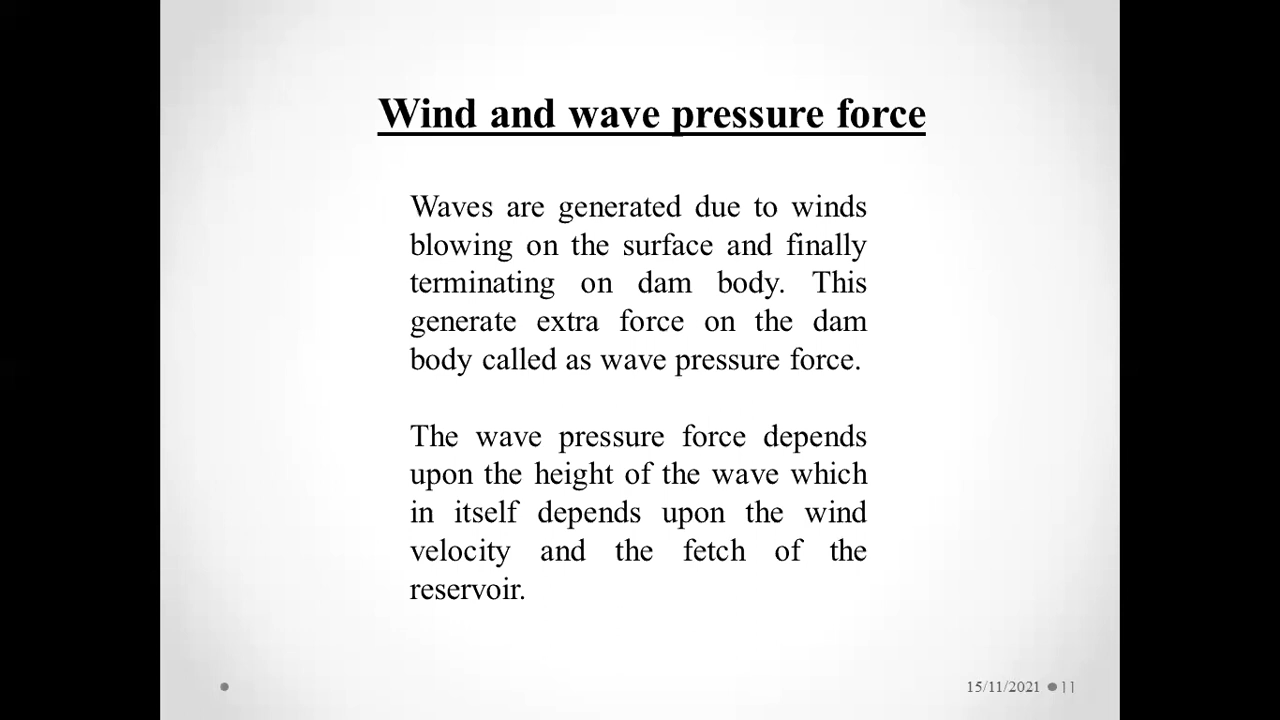 Wind and wave pressure force
Waves are generated due to winds
blowing on the surface and finally
terminating on dam body. This
generate extra force on the dam
body called as wave pressure force.
The wave pressure force depends
upon the height of the wave which
in itself depends upon the wind
velocity and the fetch of the
reservoir.
15/11/2021 11